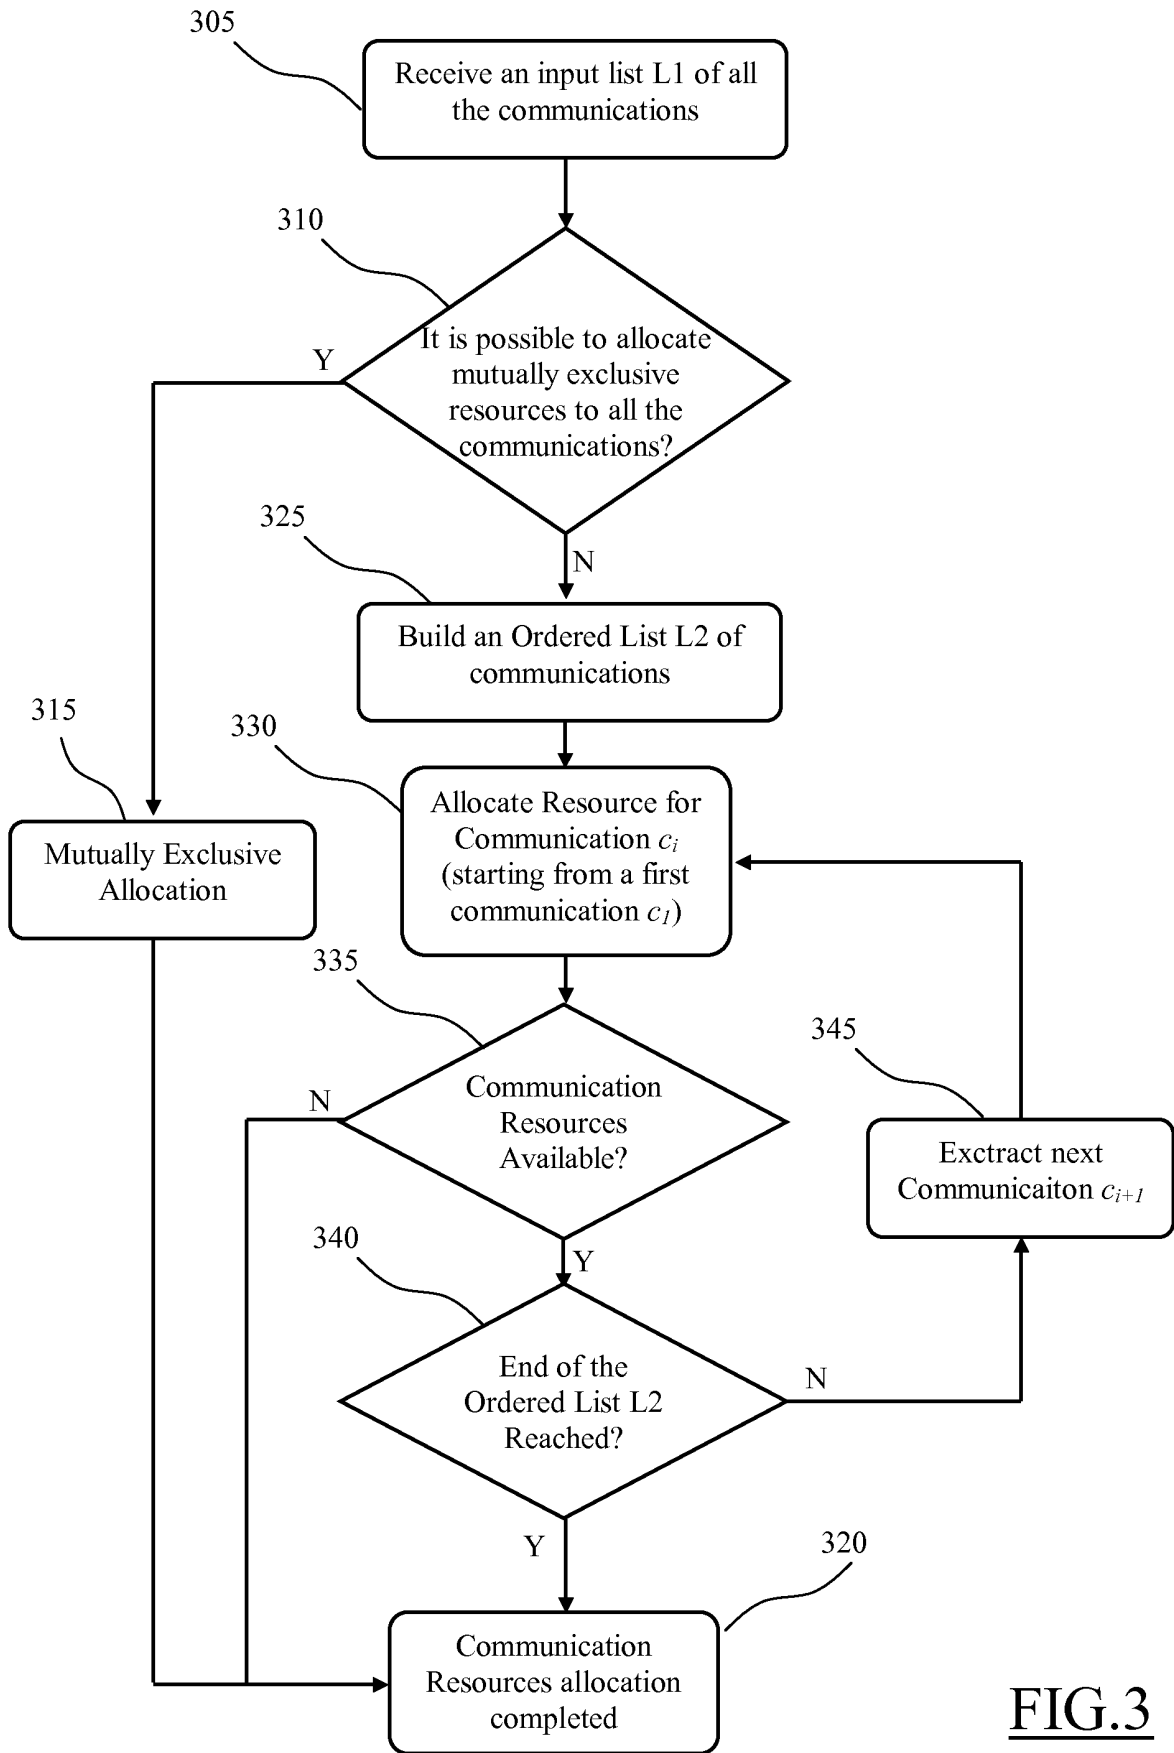 305
Receive an input list L1 of all
the communications
310
It is possible to allocate
mutually exclusive
resources to all the
communications?
Y
N
325
Build an Ordered List L2 of
communications
315
Mutually Exclusive
Allocation
330
Allocate Resource for
Communication ci
(starting from a first
communication c1)
335
Communication
Resources
Available?
N
Y
345
Exctract next
Communicaiton ci+1
340
End of the
Ordered List L2
Reached?
N
Y
320
Communication
Resources allocation
completed
FIG.3